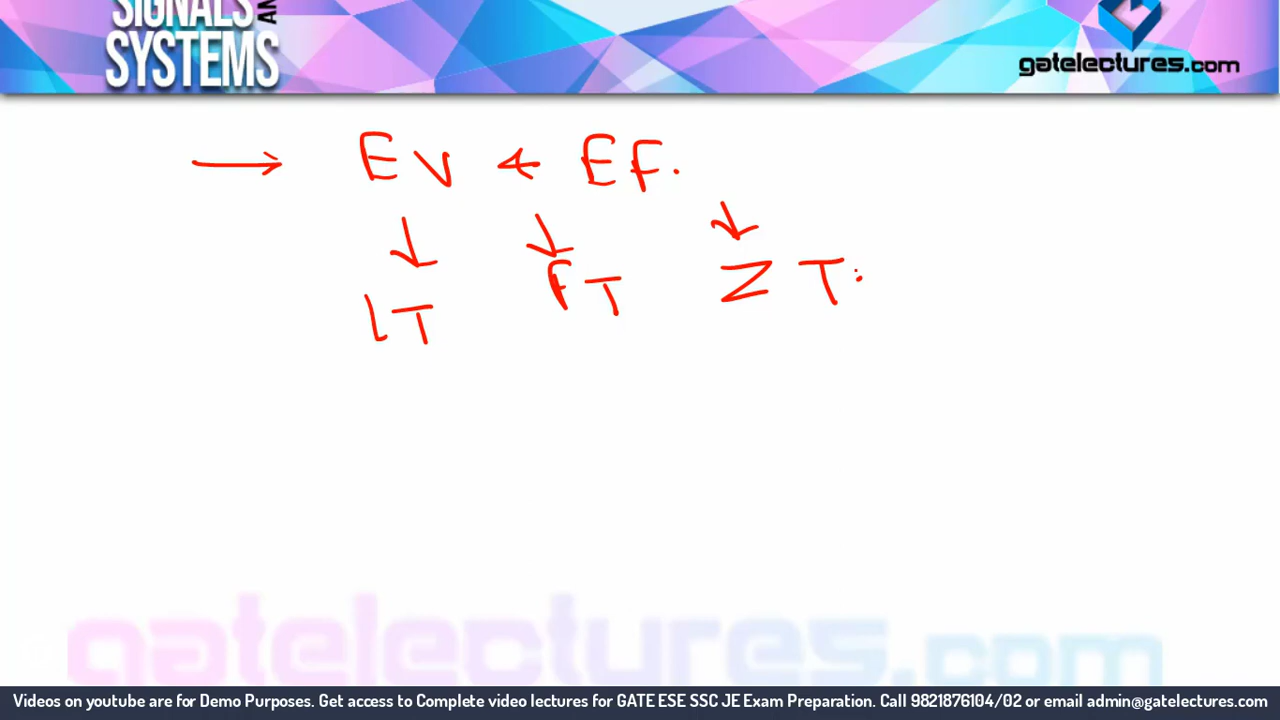 SIGNALS AND
SYSTEMS
gatelectures.com
→ EV & EF.
↓ ↓ ↓
LT FT ZT.
gatelectures.com
Videos on youtube are for Demo Purposes. Get access to Complete video lectures for GATE ESE SSC JE Exam Preparation. Call 9821876104/02 or email admin@gatelectures.com